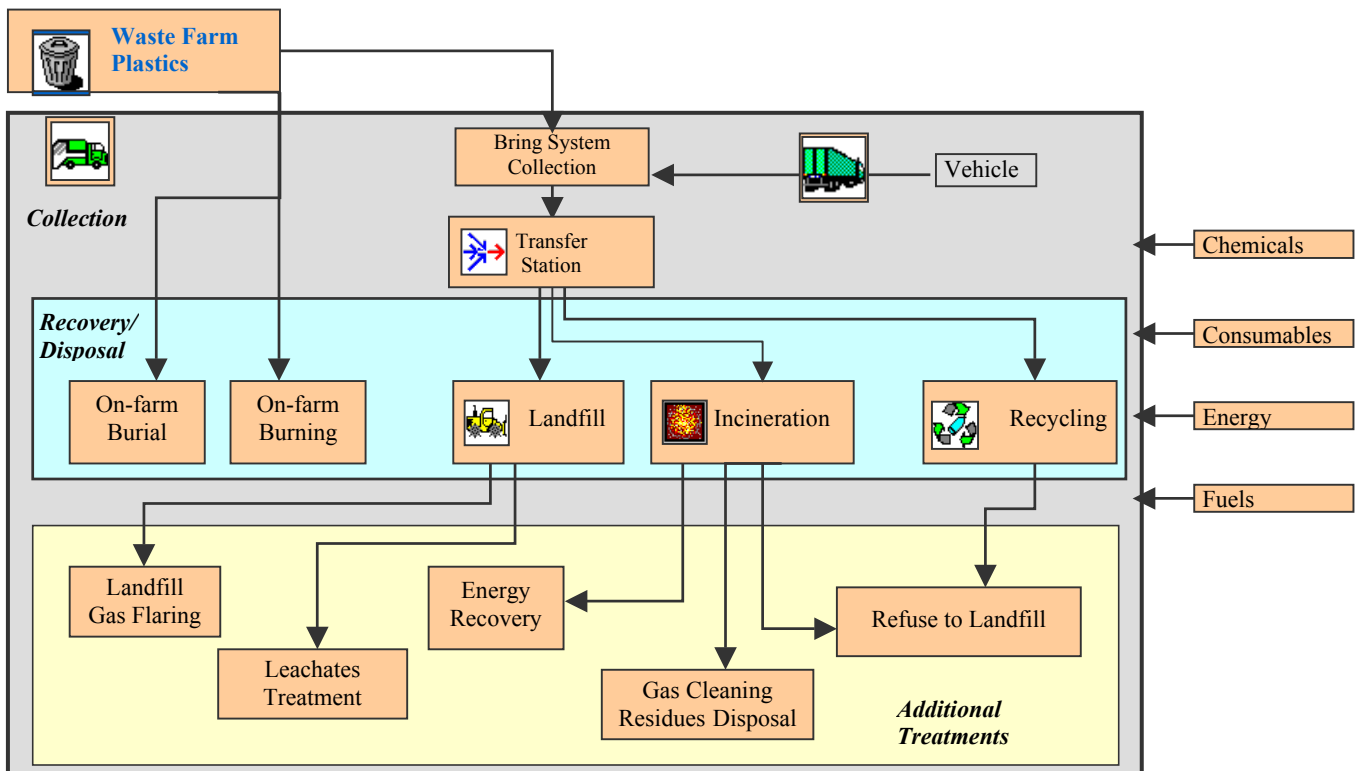 Waste Farm
Plastics
Bring System
Collection
Vehicle
Collection
Transfer
Station
Chemicals
Recovery/
Disposal
Consumables
On-farm
Burial
On-farm
Burning
Landfill
Incineration
Recycling
Energy
Fuels
Landfill
Gas Flaring
Energy
Recovery
Refuse to Landfill
Leachates
Treatment
Gas Cleaning
Residues Disposal
Additional
Treatments